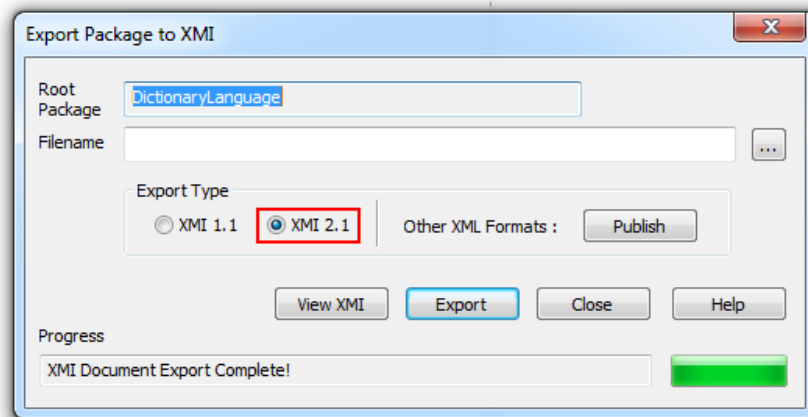 Export Package to XMI
Root
Package
DictionaryLanguage
Filename
...
Export Type
XMI 1.1 XMI 2.1 Other XML Formats : Publish
View XMI Export Close Help
Progress
XMI Document Export Complete!